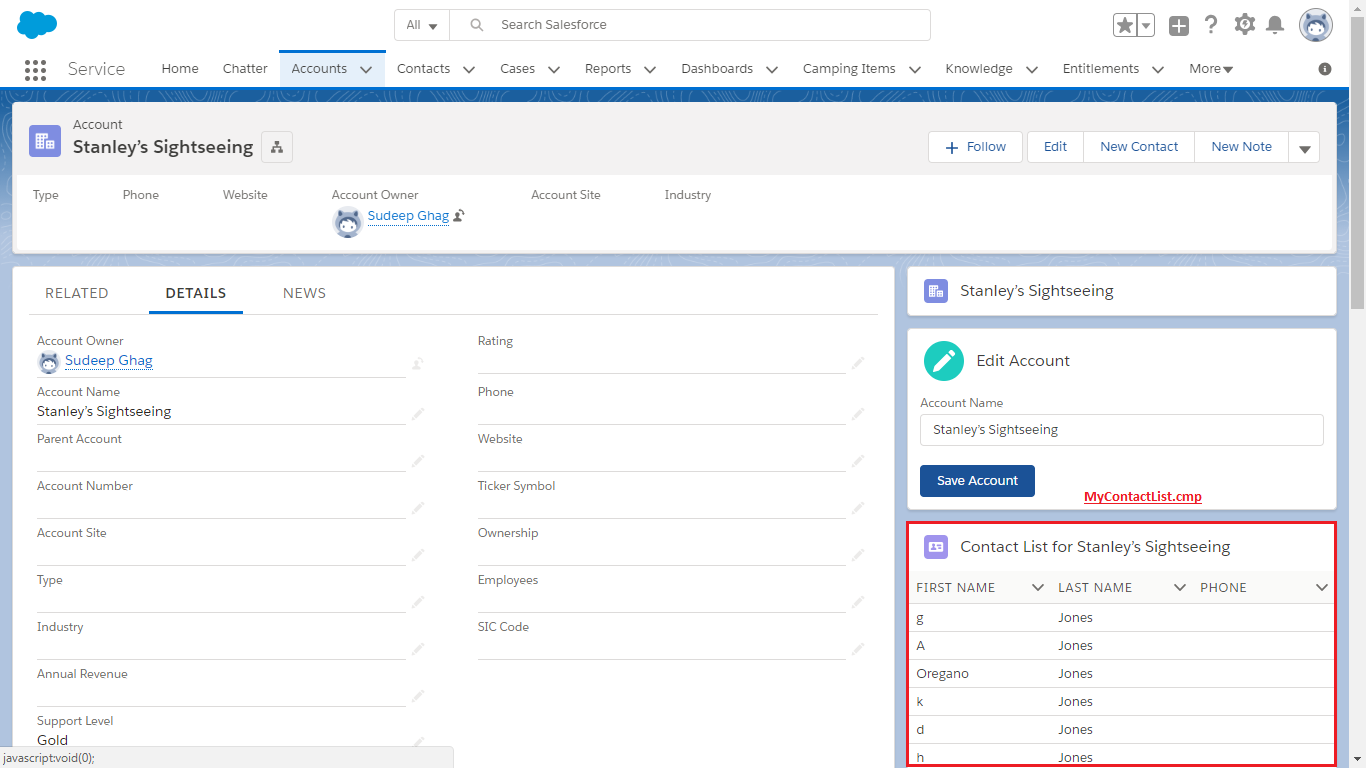 All
Search Salesforce
Service Home Chatter Accounts Contacts Cases Reports Dashboards Camping Items Knowledge Entitlements More
Account
Stanley’s Sightseeing
Follow Edit New Contact New Note
Type Phone Website Account Owner Account Site Industry
Sudeep Ghag
RELATED DETAILS NEWS
Account Owner
Sudeep Ghag
Account Name
Stanley’s Sightseeing
Parent Account
Account Number
Account Site
Type
Industry
Annual Revenue
Support Level
Gold
Rating
Phone
Website
Ticker Symbol
Ownership
Employees
SIC Code
Stanley’s Sightseeing
Edit Account
Account Name
Stanley’s Sightseeing
Save Account
MyContactList.cmp
Contact List for Stanley’s Sightseeing
FIRST NAME LAST NAME PHONE
g Jones
A Jones
Oregano Jones
k Jones
d Jones
h Jones
javascript:void(0);